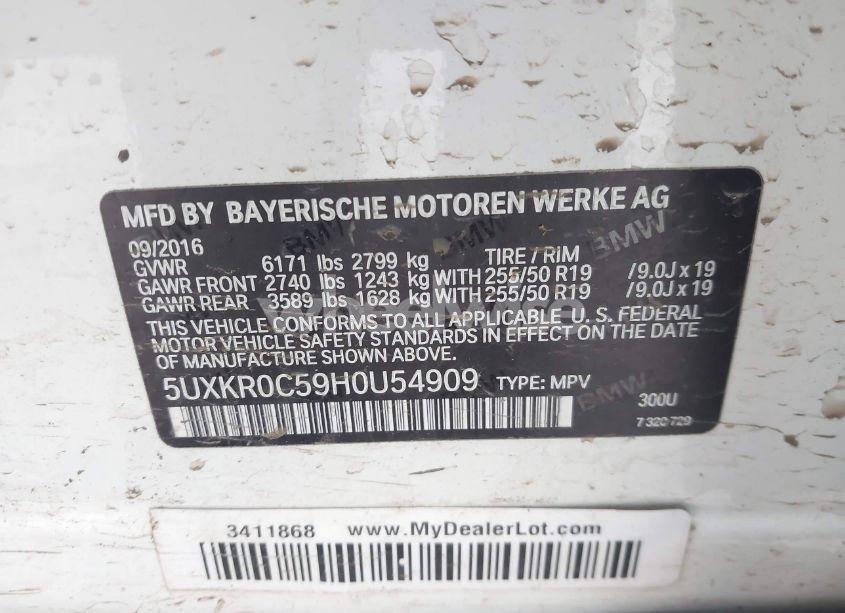 MFD BY BAYERISCHE MOTOREN WERKE AG
09/2016
GVWR 6171 lbs 2799 kg TIRE / RIM
GAWR FRONT 2740 lbs 1243 kg WITH 255/50 R19 /9.0J x 19
GAWR REAR 3589 lbs 1628 kg WITH 255/50 R19 /9.0J x 19
THIS VEHICLE CONFORMS TO ALL APPLICABLE U. S. FEDERAL
MOTOR VEHICLE SAFETY STANDARDS IN EFFECT ON THE DATE
OF MANUFACTURE SHOWN ABOVE.
5UXKR0C59H0U54909 TYPE: MPV
300U
7 320 729
BMW
BMW
3411868 www.MyDealerLot.com